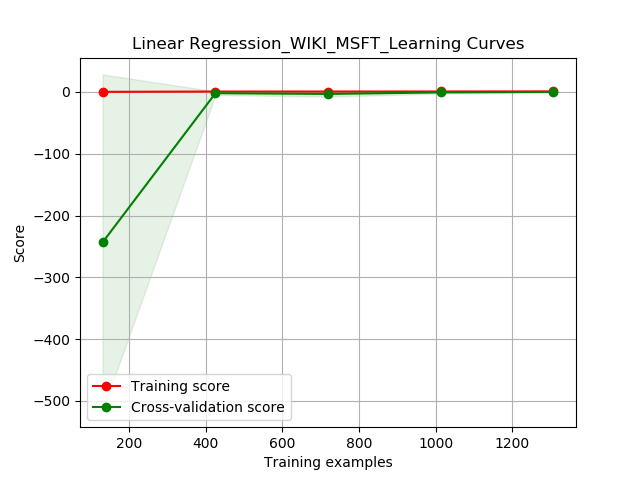 Linear Regression_WIKI_MSFT_Learning Curves
0
−100
−200
−300
−400
−500
Score
Training score
Cross-validation score
200 400 600 800 1000 1200
Training examples